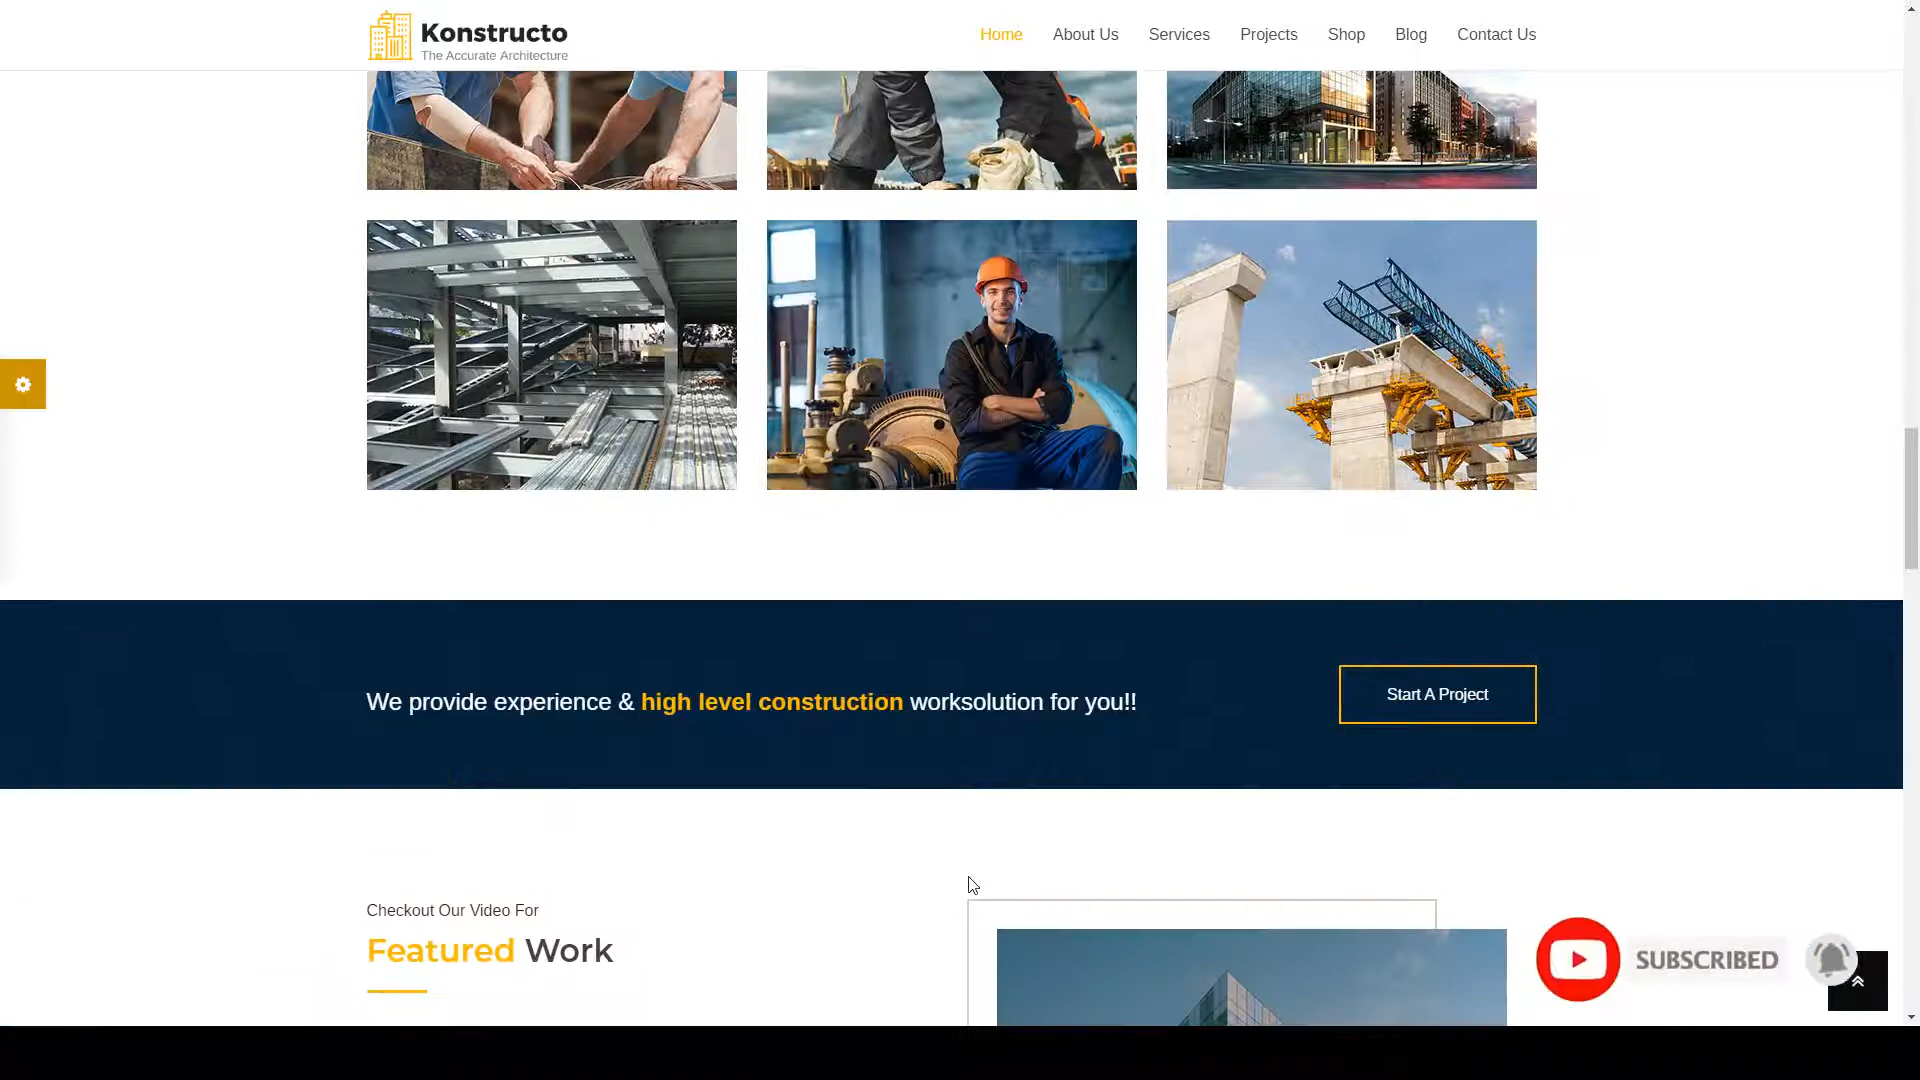 Konstructo
The Accurate Architecture
Home About Us Services Projects Shop Blog Contact Us
We provide experience & high level construction worksolution for you!!
Start A Project
Checkout Our Video For
Featured Work
SUBSCRIBED